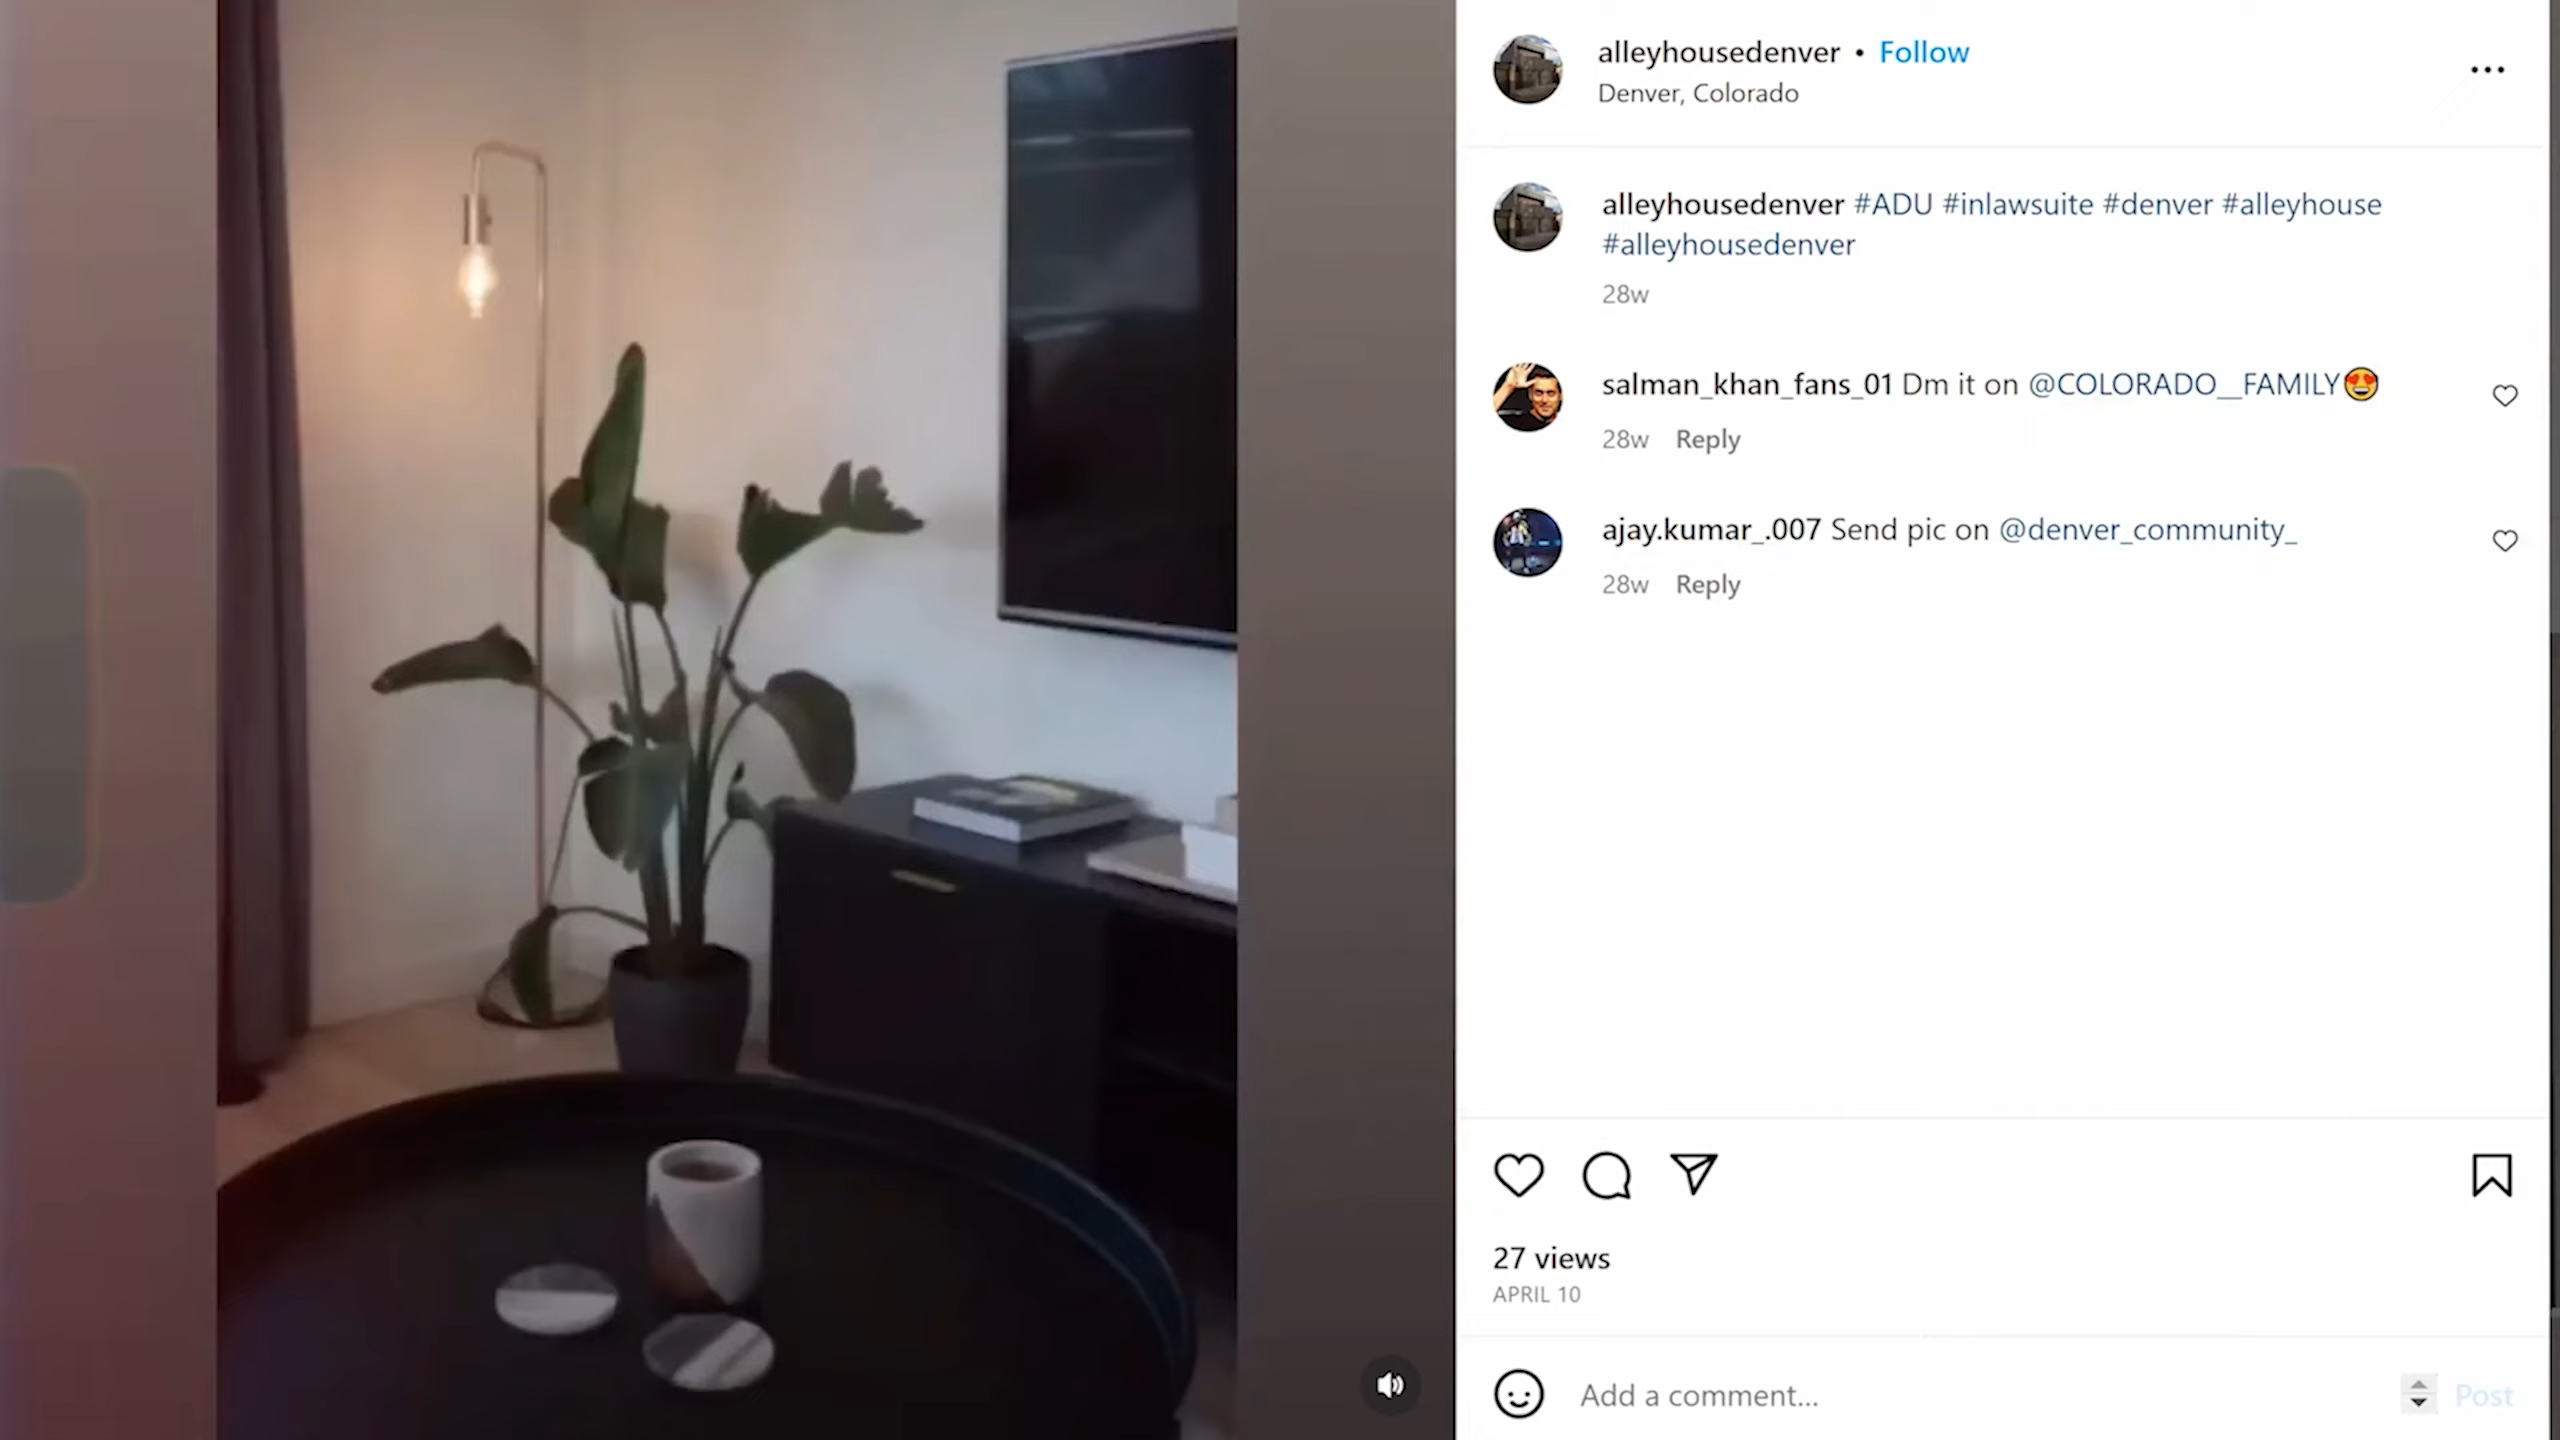 alleyhousedenver • Follow
Denver, Colorado
alleyhousedenver #ADU #inlawsuite #denver #alleyhouse
#alleyhousedenver
28w
salman_khan_fans_01 Dm it on @COLORADO__FAMILY😍
28w Reply
ajay.kumar_.007 Send pic on @denver_community_
28w Reply
27 views
APRIL 10
Add a comment...
Post